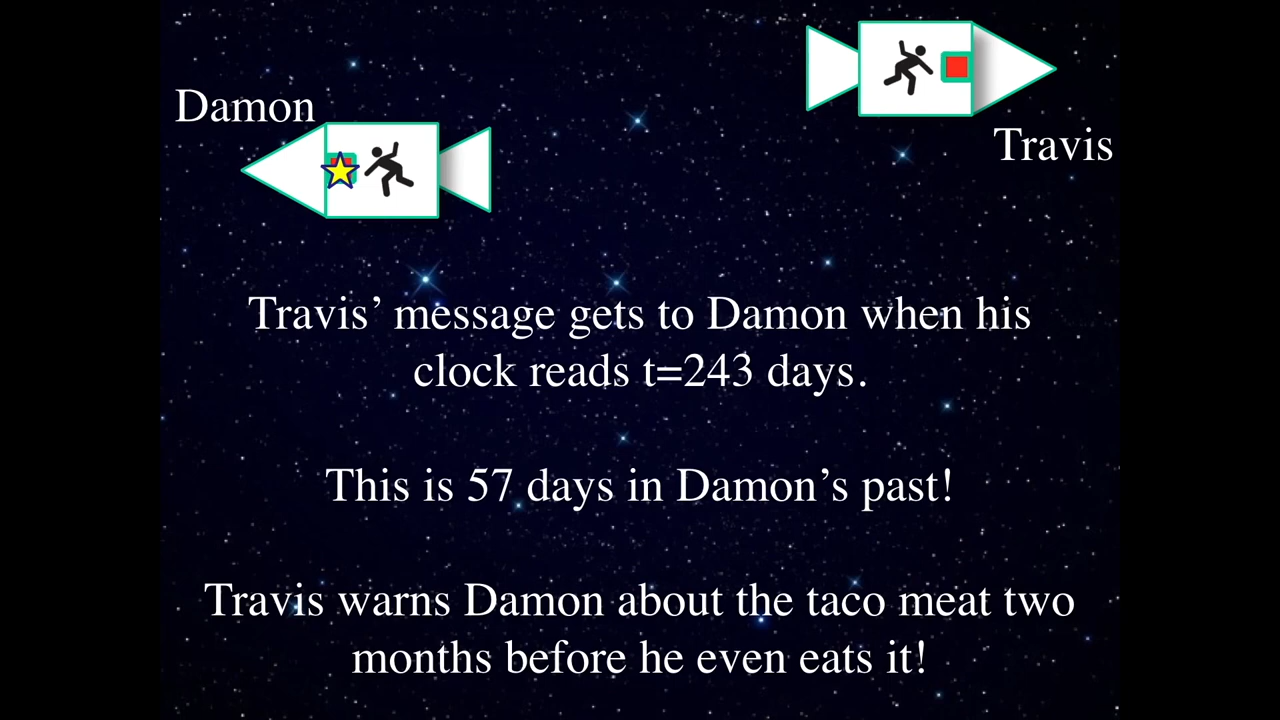 Damon
Travis
Travis’ message gets to Damon when his
clock reads t=243 days.
This is 57 days in Damon’s past!
Travis warns Damon about the taco meat two
months before he even eats it!